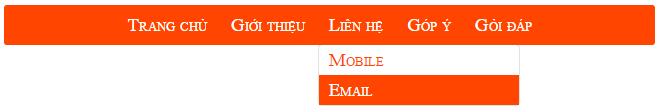 Trang chủ Giới thiệu Liên hệ Góp ý Gỏi đáp
Mobile
Email